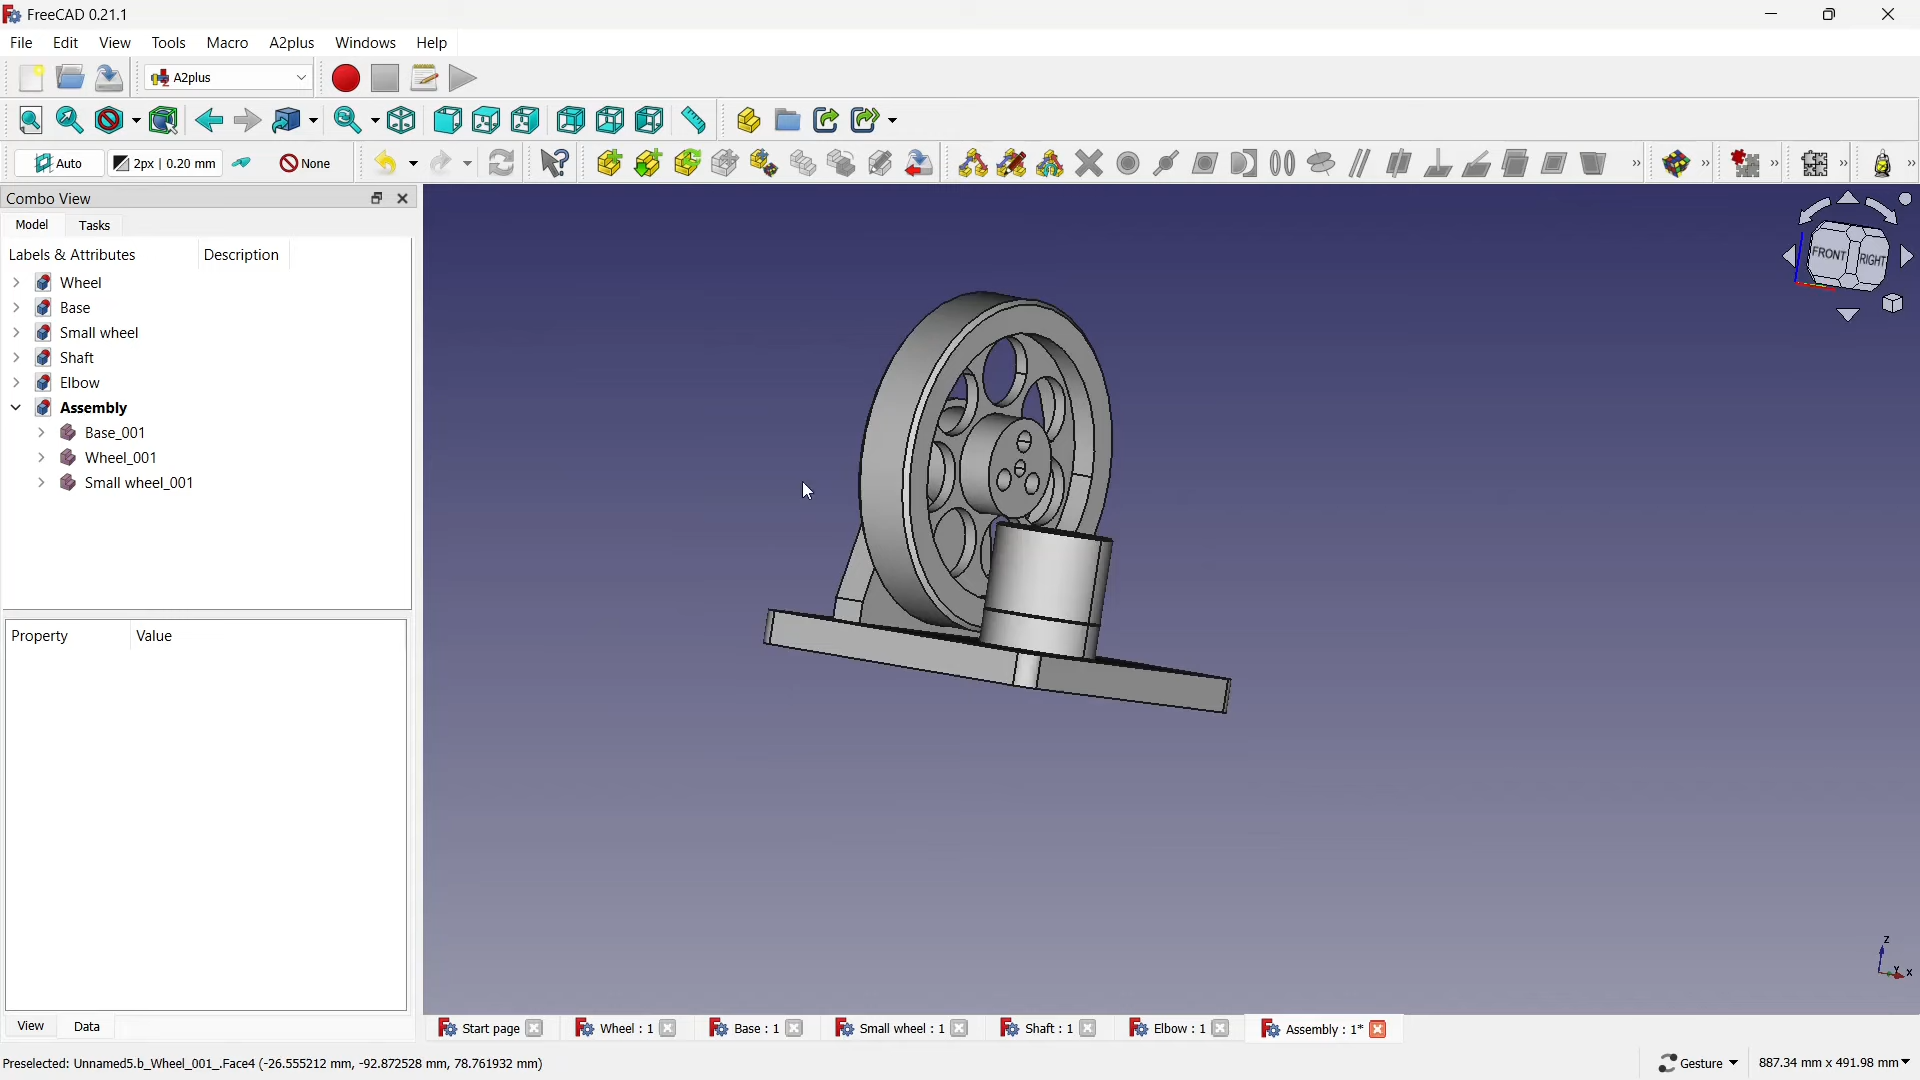 FreeCAD 0.21.1
File Edit View Tools Macro A2plus Windows Help
A2plus
Auto 2px | 0.20 mm None » » » » »
Combo View
Model Tasks
Labels & Attributes Description
Wheel
Base
Small wheel
Shaft
Elbow
Assembly
Base_001
Wheel_001
Small wheel_001
FRONT RIGHT
Property Value
Z
Y X
View Data
Start page Wheel : 1 Base : 1 Small wheel : 1 Shaft : 1 Elbow : 1 Assembly : 1*
Preselected: Unnamed5.b_Wheel_001_.Face4 (-26.555212 mm, -92.872528 mm, 78.761932 mm)
Gesture 887.34 mm x 491.98 mm